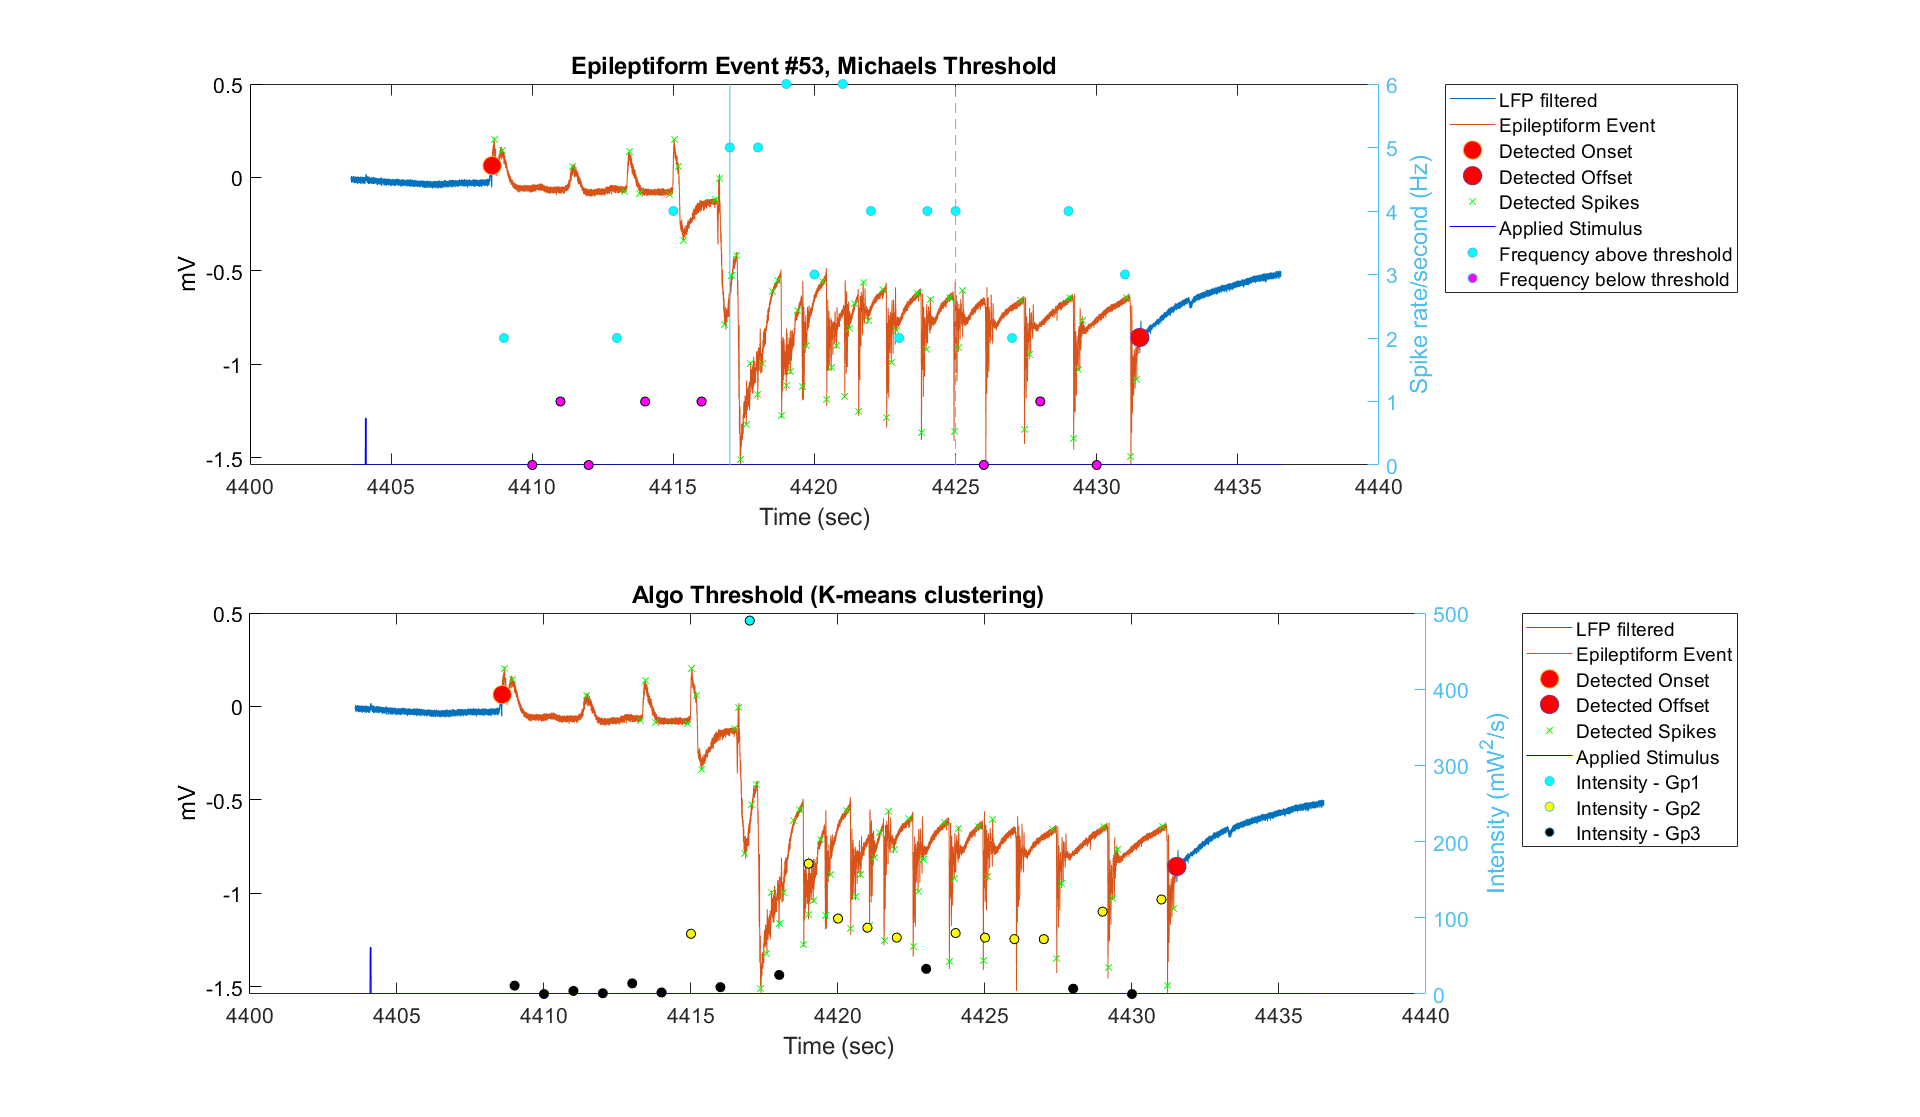 Epileptiform Event #53, Michaels Threshold
0.5
0
-0.5
-1
-1.5
mV
4400 4405 4410 4415 4420 4425 4430 4435 4440
Time (sec)
6
5
4
3
2
1
0
Spike rate/second (Hz)
LFP filtered
Epileptiform Event
Detected Onset
Detected Offset
Detected Spikes
Applied Stimulus
Frequency above threshold
Frequency below threshold
Algo Threshold (K-means clustering)
0.5
0
-0.5
-1
-1.5
mV
4400 4405 4410 4415 4420 4425 4430 4435 4440
Time (sec)
500
400
300
200
100
0
Intensity (mW²/s)
LFP filtered
Epileptiform Event
Detected Onset
Detected Offset
Detected Spikes
Applied Stimulus
Intensity - Gp1
Intensity - Gp2
Intensity - Gp3